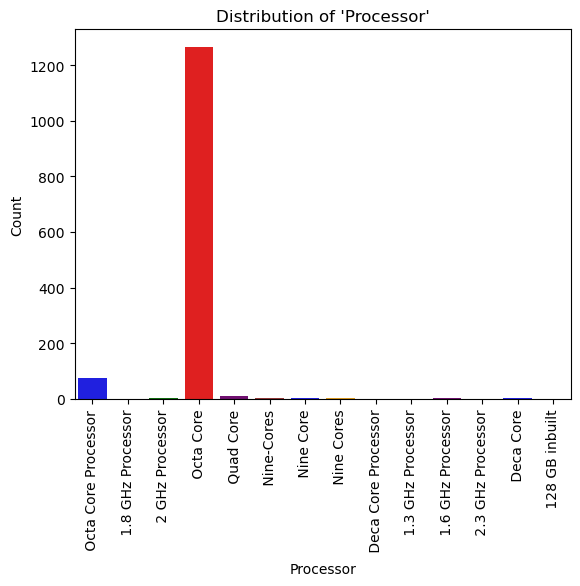 Distribution of 'Processor'
Count
1200
1000
800
600
400
200
0
Octa Core Processor
1.8 GHz Processor
2 GHz Processor
Octa Core
Quad Core
Nine-Cores
Nine Core
Nine Cores
Deca Core Processor
1.3 GHz Processor
1.6 GHz Processor
2.3 GHz Processor
Deca Core
128 GB inbuilt
Processor